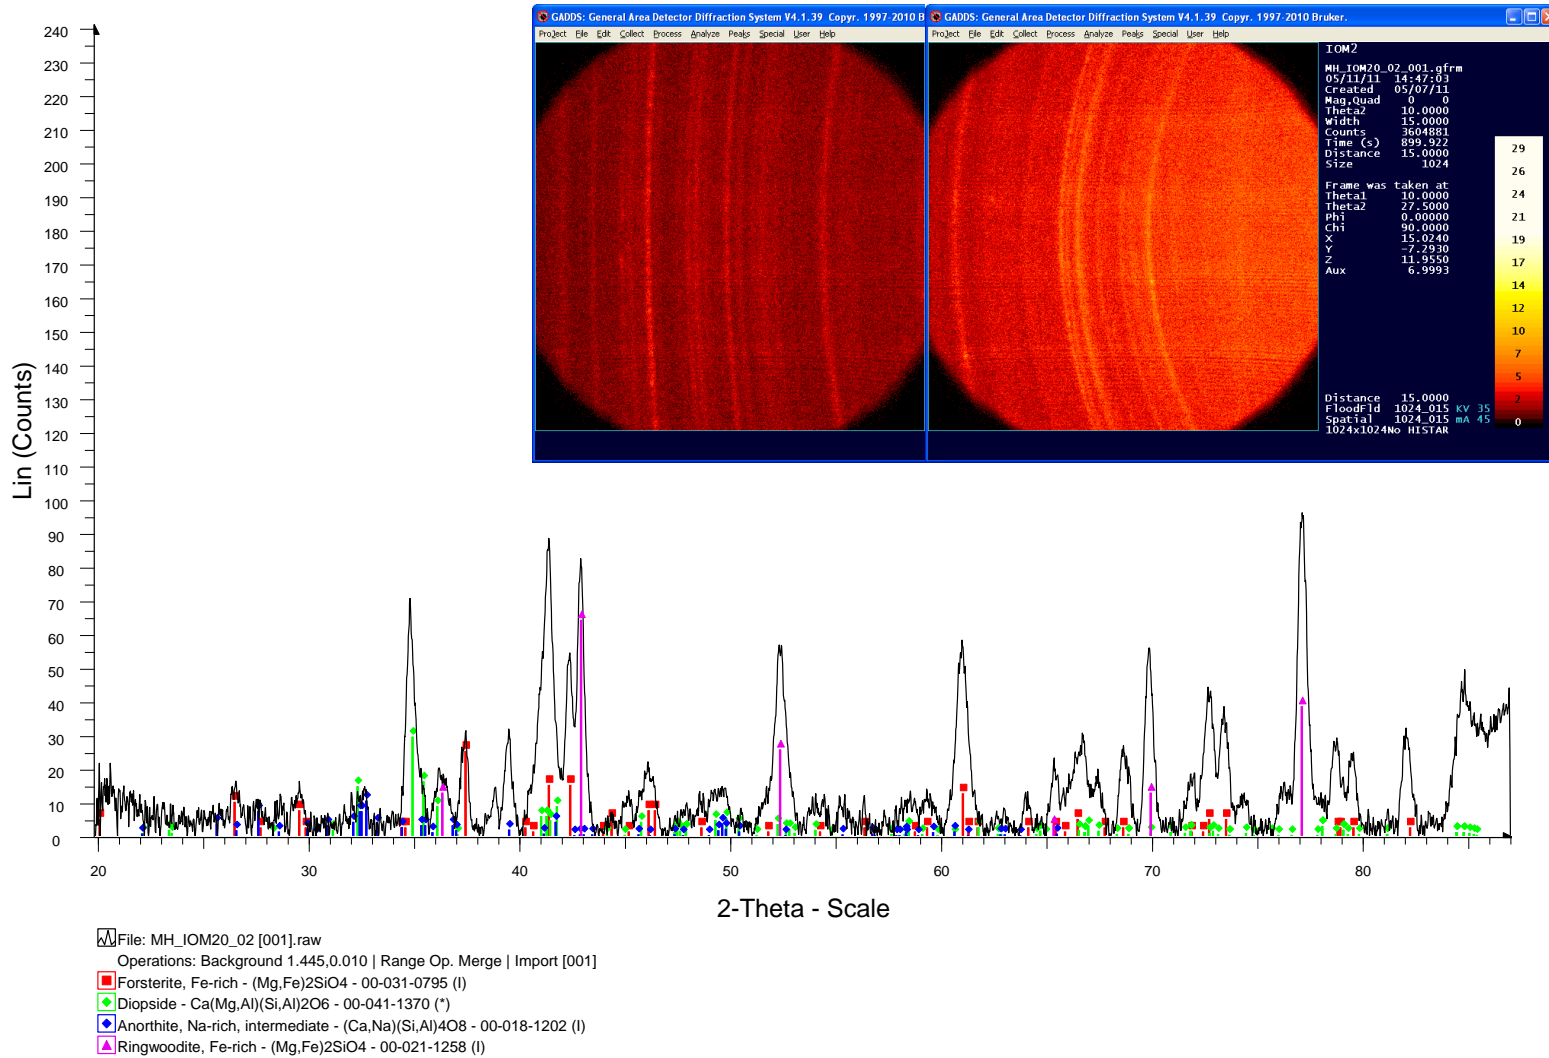 GADDS: General Area Detector Diffraction System V4.1.39 Copyr. 1997-2010 B
Project File Edit Collect Process Analyze Peaks Special User Help
GADDS: General Area Detector Diffraction System V4.1.39 Copyr. 1997-2010 Bruker.
Project File Edit Collect Process Analyze Peaks Special User Help
IOM2
MH_IOM20_02_001.gfrm
05/11/11 14:47:03
Created 05/07/11
Mag,Quad 0 0
Theta2 10.0000
Width 15.0000
Counts 3604881
Time (s) 899.922
Distance 15.0000
Size 1024
Frame was taken at
Theta1 10.0000
Theta2 27.5000
Phi 0.00000
Chi 90.0000
X 15.0240
Y -7.2930
Z 11.9550
Aux 6.9993
29
26
24
21
19
17
14
12
10
7
5
2
0
Distance 15.0000
FloodFld 1024_015 KV 35
Spatial 1024_015 mA 45
1024x1024No HISTAR
Lin (Counts)
240
230
220
210
200
190
180
170
160
150
140
130
120
110
100
90
80
70
60
50
40
30
20
10
0
20 30 40 50 60 70 80
2-Theta - Scale
File: MH_IOM20_02 [001].raw
Operations: Background 1.445,0.010 | Range Op. Merge | Import [001]
Forsterite, Fe-rich - (Mg,Fe)2SiO4 - 00-031-0795 (I)
Diopside - Ca(Mg,Al)(Si,Al)2O6 - 00-041-1370 (*)
Anorthite, Na-rich, intermediate - (Ca,Na)(Si,Al)4O8 - 00-018-1202 (I)
Ringwoodite, Fe-rich - (Mg,Fe)2SiO4 - 00-021-1258 (I)